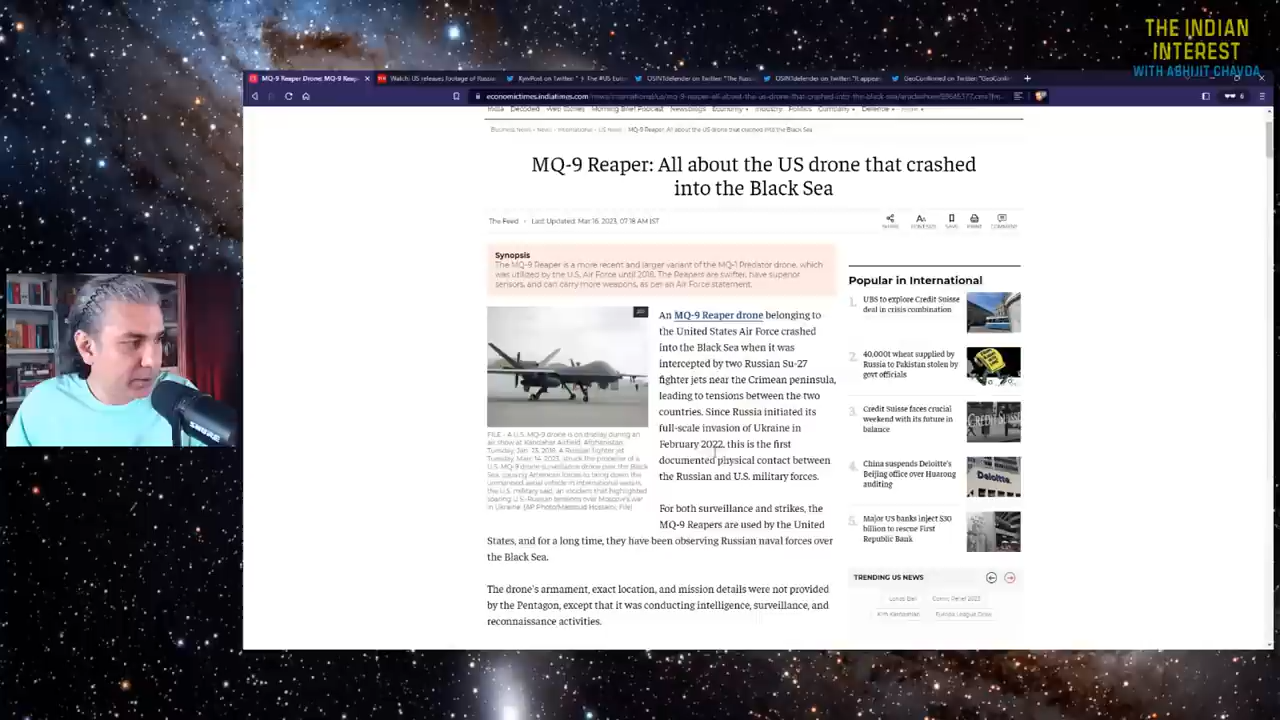 THE INDIAN
INTEREST
WITH ABHIJIT CHAVDA
MQ-9 Reaper Drone: MQ-9 Reap
Watch: US releases footage of Russia
KyivPost on Twitter
OSINTdefender on Twitter: "The Russi
OSINTdefender on Twitter: "It appears
GeoConfirmed on Twitter: "GeoConfir
India Decoded Web Stories Morning Brief Podcast Newsblogs Economy Industry Politics Company Defence More
Business News › News › International › US News › MQ-9 Reaper: All about the US drone that crashed into the Black Sea
MQ-9 Reaper: All about the US drone that crashed
into the Black Sea
The Feed • Last Updated: Mar 16, 2023, 07:18 AM IST
SHARE FONT SIZE SAVE PRINT COMMENT
Synopsis
The MQ-9 Reaper is a more recent and larger variant of the MQ-1 Predator drone, which
was utilized by the U.S. Air Force until 2018. The Reapers are swifter, have superior
sensors, and can carry more weapons, as per an Air Force statement.
An MQ-9 Reaper drone belonging to
the United States Air Force crashed
into the Black Sea when it was
intercepted by two Russian Su-27
fighter jets near the Crimean peninsula,
leading to tensions between the two
countries. Since Russia initiated its
full-scale invasion of Ukraine in
February 2022, this is the first
documented physical contact between
the Russian and U.S. military forces.
FILE - A U.S. MQ-9 drone is on display during an
air show at Kandahar Airfield, Afghanistan,
Tuesday, Jan. 23, 2018. A Russian fighter jet
Tuesday, March 14, 2023, struck the propeller of a
U.S. MQ-9 drone surveillance drone over the Black
Sea, causing American forces to bring down the
unmanned aerial vehicle in international waters,
the U.S. military said, an incident that highlighted
soaring U.S.-Russian tensions over Moscow's war
in Ukraine (AP Photo/Massoud Hossaini, File)
For both surveillance and strikes, the
MQ-9 Reapers are used by the United
States, and for a long time, they have been observing Russian naval forces over
the Black Sea.
The drone's armament, exact location, and mission details were not provided
by the Pentagon, except that it was conducting intelligence, surveillance, and
reconnaissance activities.
Popular in International
1. UBS to explore Credit Suisse
deal in crisis combination
2. 40,000t wheat supplied by
Russia to Pakistan stolen by
govt officials
3. Credit Suisse faces crucial
weekend with its future in
balance
4. China suspends Deloitte's
Beijing office over Huarong
auditing
5. Major US banks inject $30
billion to rescue First
Republic Bank
TRENDING US NEWS
Comic Relief 2023
Europa League Draw
CREDIT SUISSE
Deloitte
SHURE